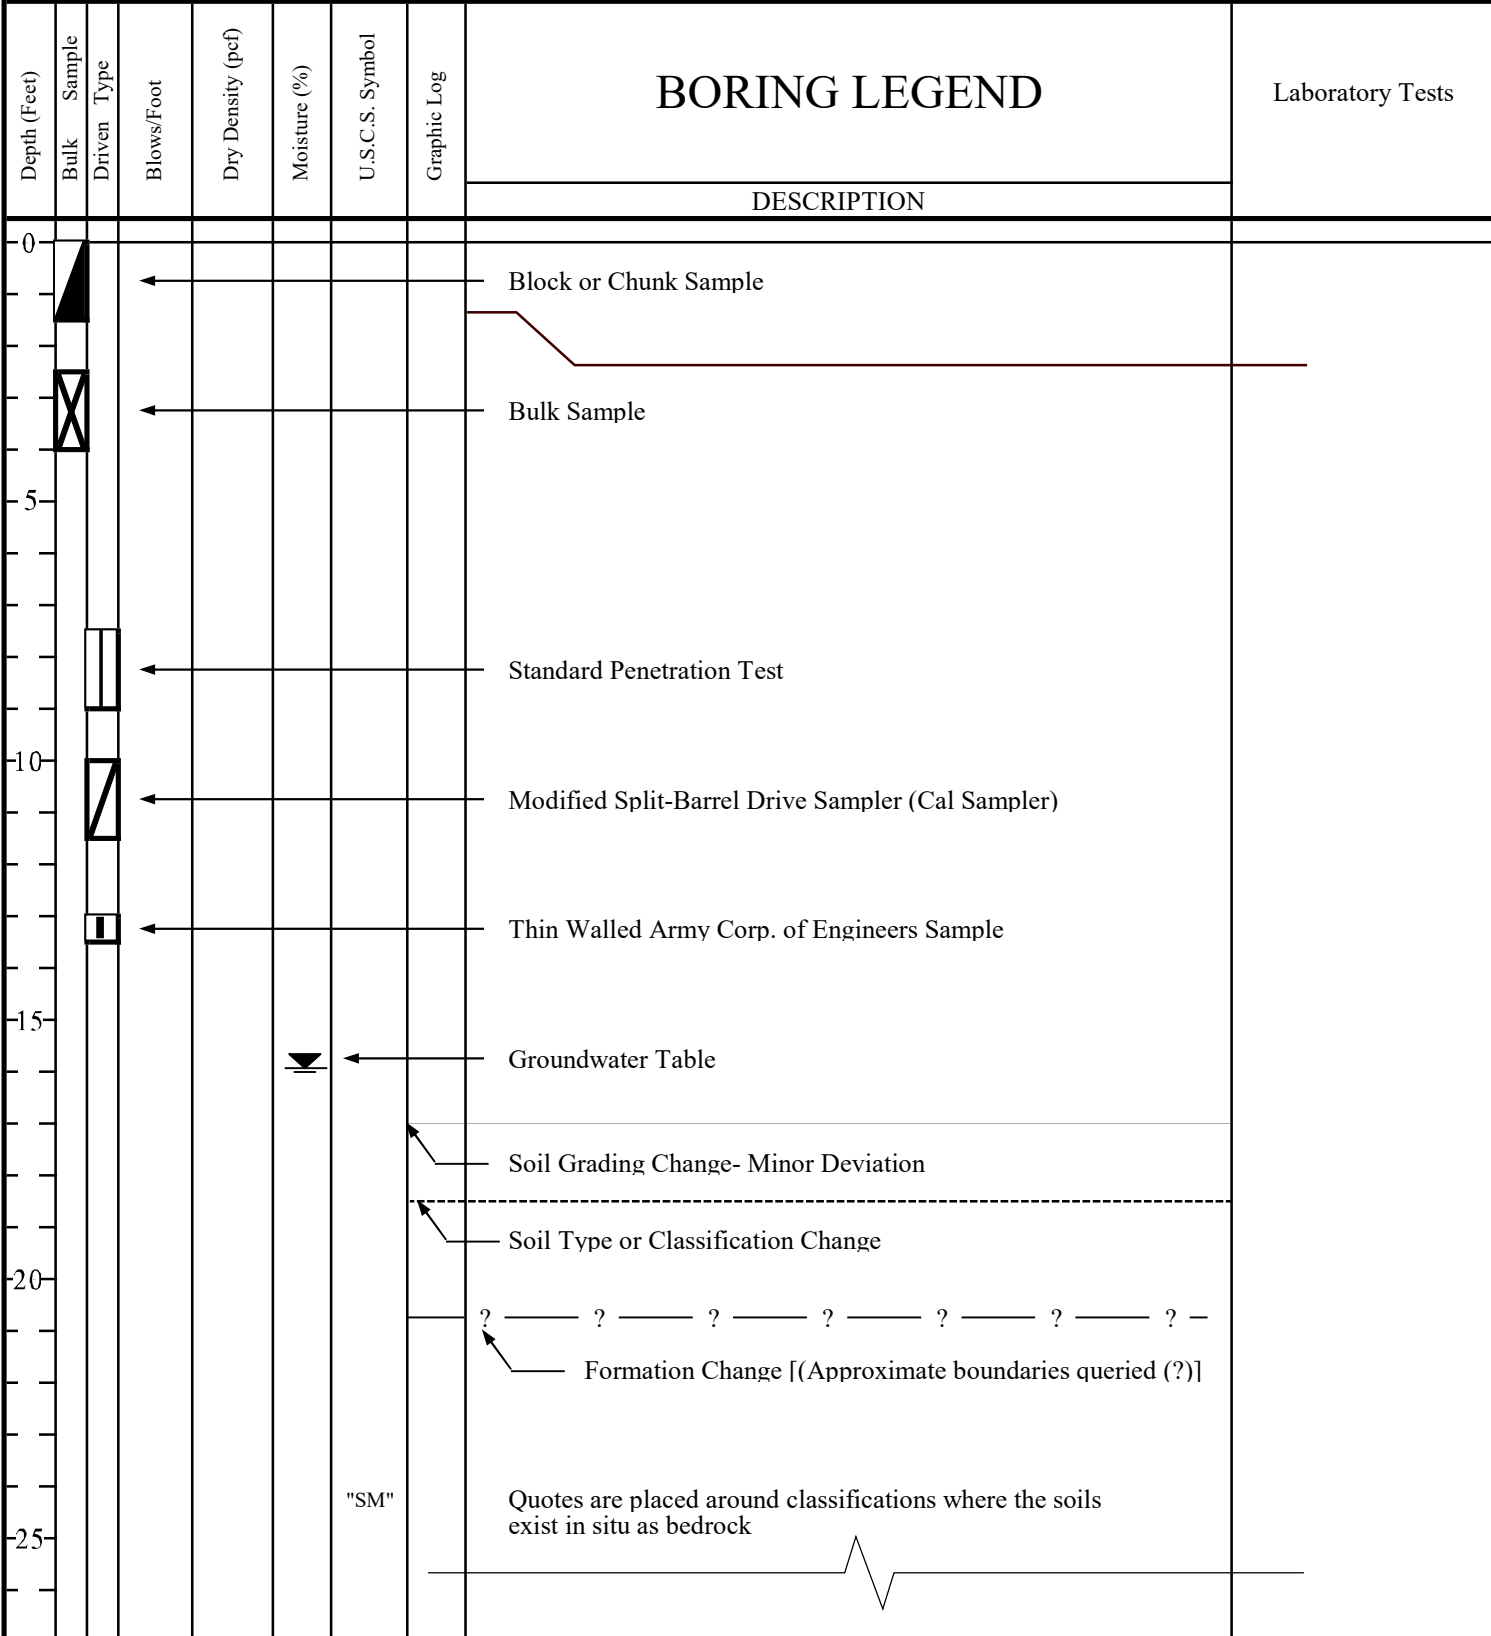 Depth (Feet)
Bulk Sample
Driven Type
Blows/Foot
Dry Density (pcf)
Moisture (%)
U.S.C.S. Symbol
Graphic Log
BORING LEGEND
Laboratory Tests
DESCRIPTION
0
Block or Chunk Sample
Bulk Sample
5
Standard Penetration Test
10
Modified Split-Barrel Drive Sampler (Cal Sampler)
Thin Walled Army Corp. of Engineers Sample
15
Groundwater Table
Soil Grading Change- Minor Deviation
Soil Type or Classification Change
20
? ? ? ? ? ? ?
Formation Change [(Approximate boundaries queried (?)]
"SM" Quotes are placed around classifications where the soils
exist in situ as bedrock
25